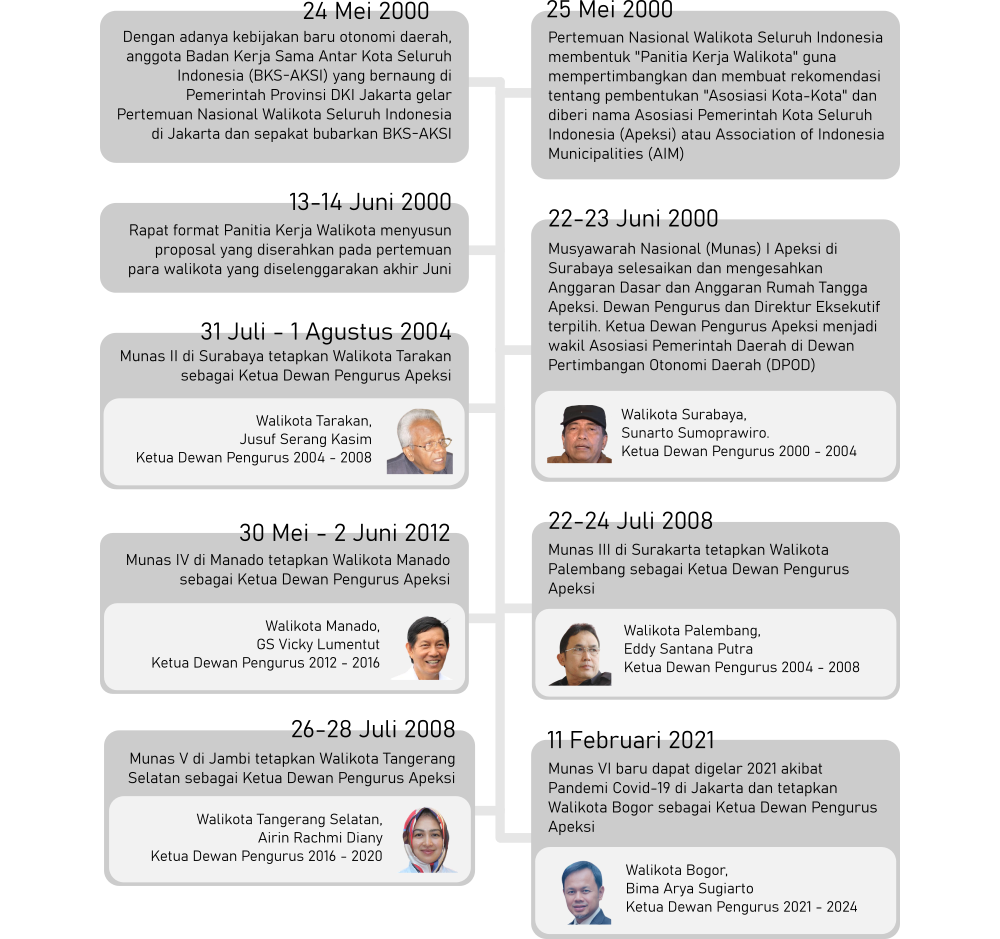 24 Mei 2000
Dengan adanya kebijakan baru otonomi daerah,
anggota Badan Kerja Sama Antar Kota Seluruh
Indonesia (BKS-AKSI) yang bernaung di
Pemerintah Provinsi DKI Jakarta gelar
Pertemuan Nasional Walikota Seluruh Indonesia
di Jakarta dan sepakat bubarkan BKS-AKSI
25 Mei 2000
Pertemuan Nasional Walikota Seluruh Indonesia
membentuk "Panitia Kerja Walikota" guna
mempertimbangkan dan membuat rekomendasi
tentang pembentukan "Asosiasi Kota-Kota" dan
diberi nama Asosiasi Pemerintah Kota Seluruh
Indonesia (Apeksi) atau Association of Indonesia
Municipalities (AIM)
13-14 Juni 2000
Rapat format Panitia Kerja Walikota menyusun
proposal yang diserahkan pada pertemuan
para walikota yang diselenggarakan akhir Juni
22-23 Juni 2000
Musyawarah Nasional (Munas) I Apeksi di
Surabaya selesaikan dan mengesahkan
Anggaran Dasar dan Anggaran Rumah Tangga
Apeksi. Dewan Pengurus dan Direktur Eksekutif
terpilih. Ketua Dewan Pengurus Apeksi menjadi
wakil Asosiasi Pemerintah Daerah di Dewan
Pertimbangan Otonomi Daerah (DPOD)
Walikota Surabaya,
Sunarto Sumoprawiro.
Ketua Dewan Pengurus 2000 - 2004
31 Juli - 1 Agustus 2004
Munas II di Surabaya tetapkan Walikota Tarakan
sebagai Ketua Dewan Pengurus Apeksi
Walikota Tarakan,
Jusuf Serang Kasim
Ketua Dewan Pengurus 2004 - 2008
22-24 Juli 2008
Munas III di Surakarta tetapkan Walikota
Palembang sebagai Ketua Dewan Pengurus
Apeksi
Walikota Palembang,
Eddy Santana Putra
Ketua Dewan Pengurus 2004 - 2008
30 Mei - 2 Juni 2012
Munas IV di Manado tetapkan Walikota Manado
sebagai Ketua Dewan Pengurus Apeksi
Walikota Manado,
GS Vicky Lumentut
Ketua Dewan Pengurus 2012 - 2016
26-28 Juli 2008
Munas V di Jambi tetapkan Walikota Tangerang
Selatan sebagai Ketua Dewan Pengurus Apeksi
Walikota Tangerang Selatan,
Airin Rachmi Diany
Ketua Dewan Pengurus 2016 - 2020
11 Februari 2021
Munas VI baru dapat digelar 2021 akibat
Pandemi Covid-19 di Jakarta dan tetapkan
Walikota Bogor sebagai Ketua Dewan Pengurus
Apeksi
Walikota Bogor,
Bima Arya Sugiarto
Ketua Dewan Pengurus 2021 - 2024